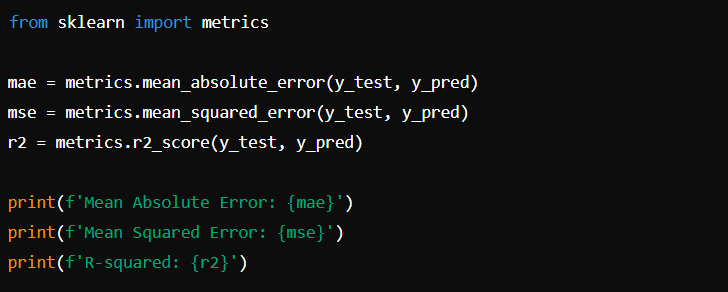 from sklearn import metrics
mae = metrics.mean_absolute_error(y_test, y_pred)
mse = metrics.mean_squared_error(y_test, y_pred)
r2 = metrics.r2_score(y_test, y_pred)
print(f'Mean Absolute Error: {mae}')
print(f'Mean Squared Error: {mse}')
print(f'R-squared: {r2}')